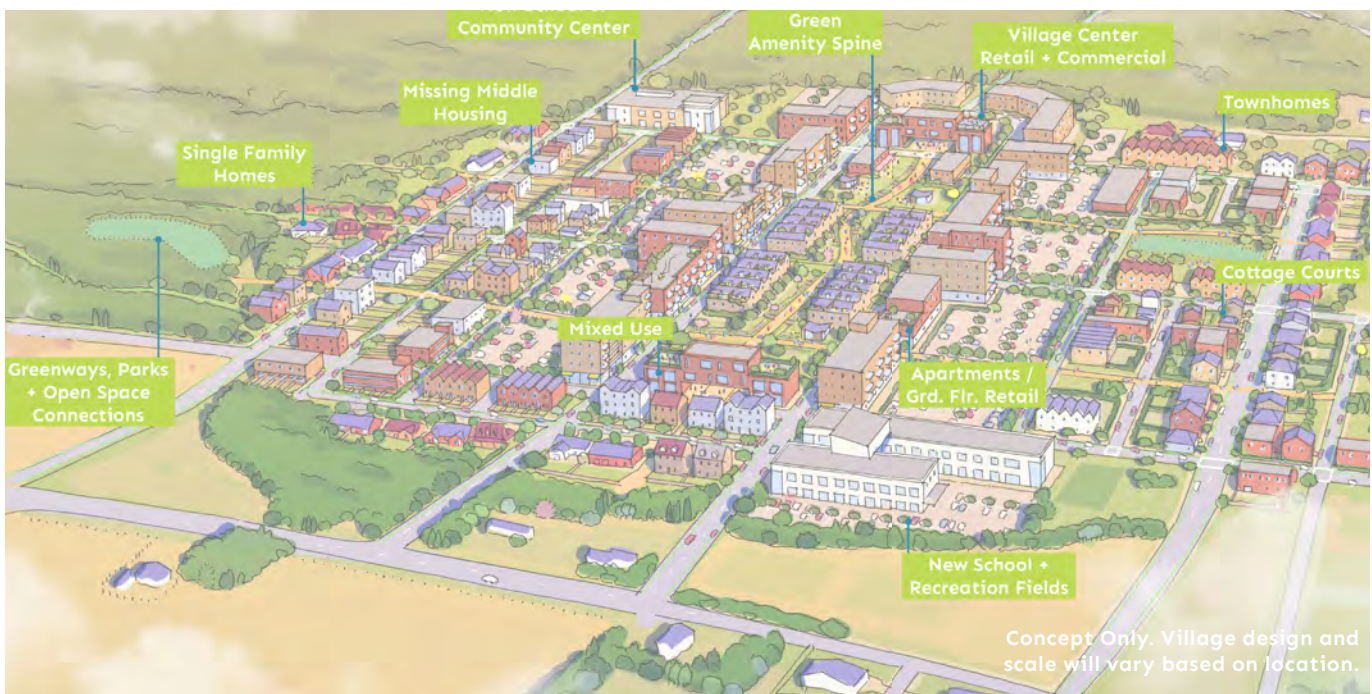 Community Center
Green
Amenity Spine
Village Center
Retail + Commercial
Missing Middle
Housing
Townhomes
Single Family
Homes
Cottage Courts
Mixed Use
Greenways, Parks
+ Open Space
Connections
Apartments /
Grd. Flr. Retail
New School +
Recreation Fields
Concept Only. Village design and
scale will vary based on location.